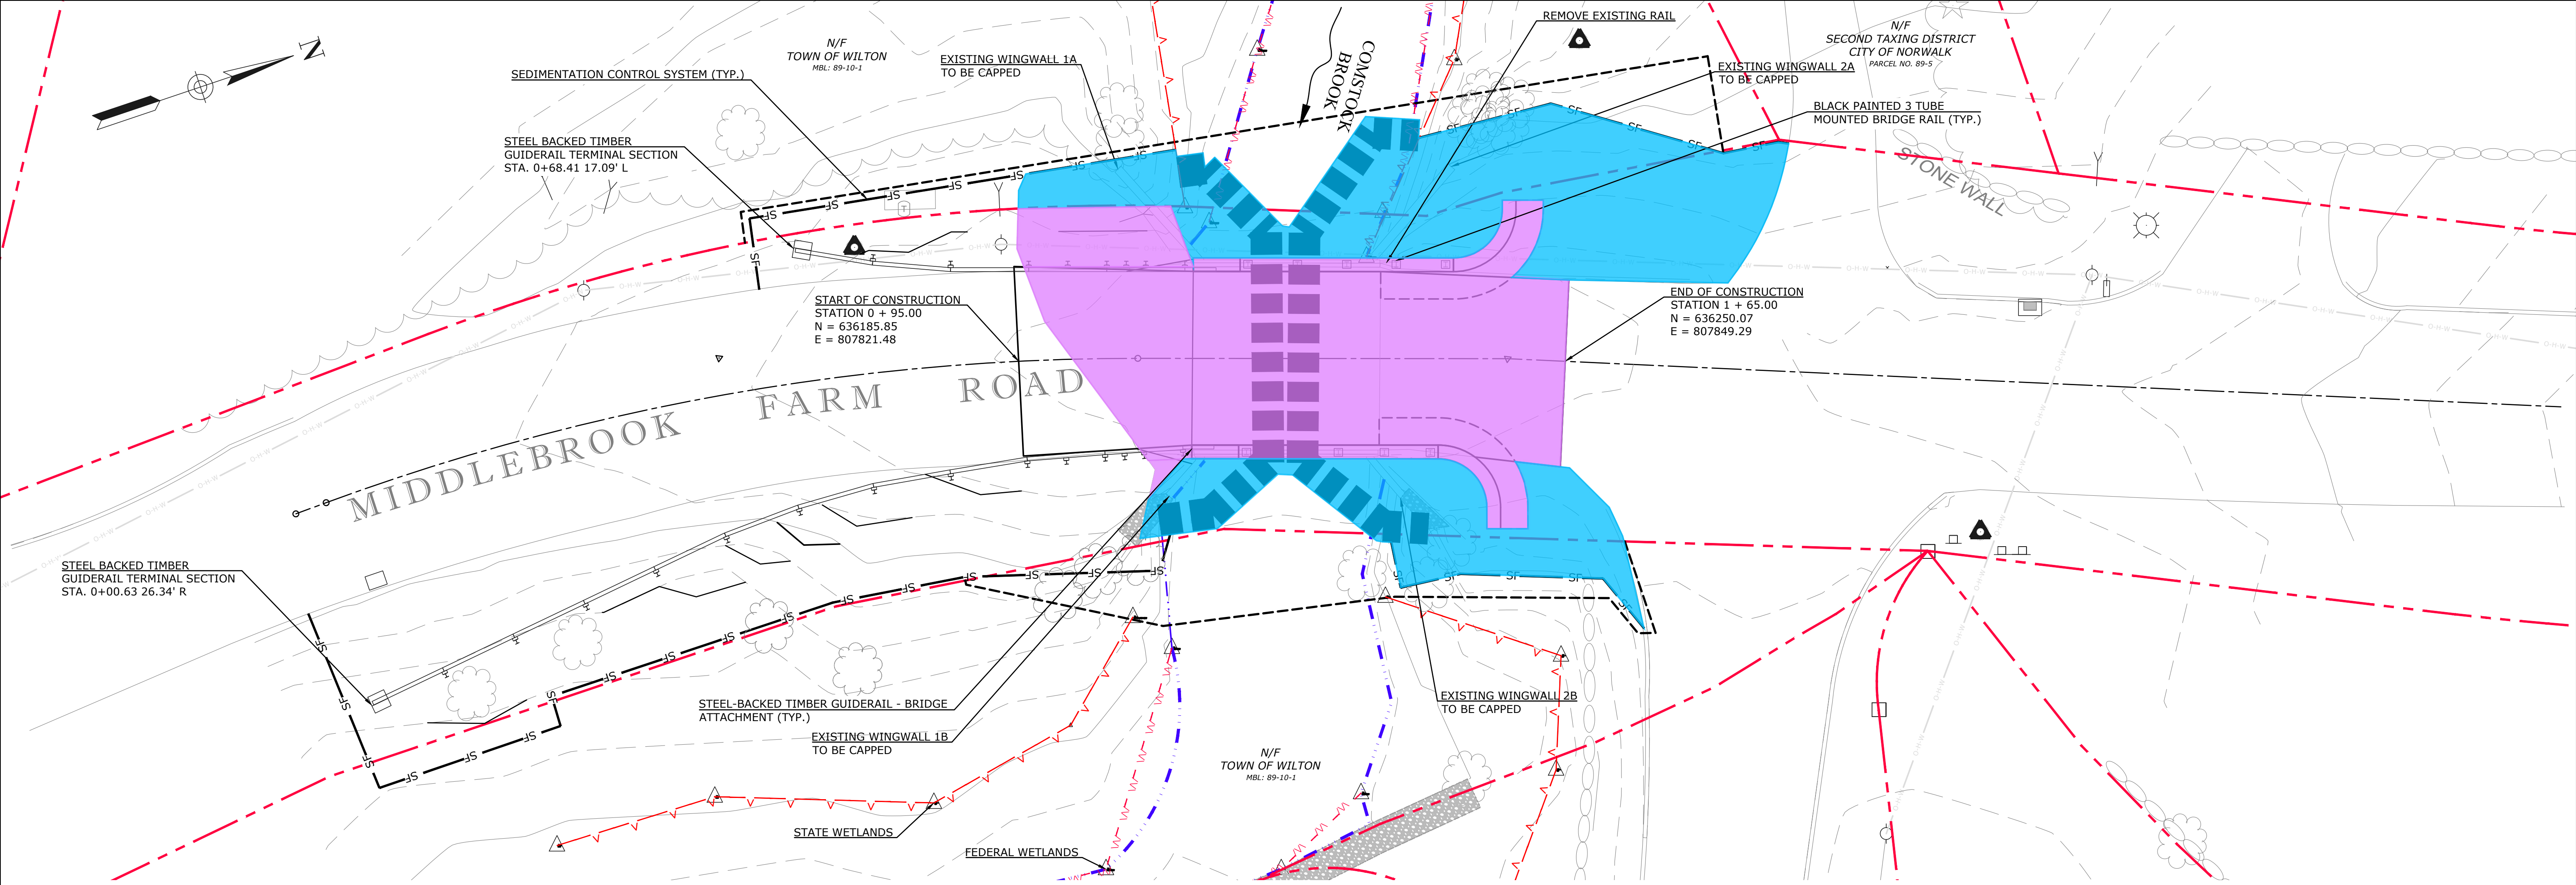 N
N/F
TOWN OF WILTON
MBL: 89-10-1
SEDIMENTATION CONTROL SYSTEM (TYP.)
EXISTING WINGWALL 1A
TO BE CAPPED
COMSTOCK
BROOK
REMOVE EXISTING RAIL
N/F
SECOND TAXING DISTRICT
CITY OF NORWALK
PARCEL NO. 89-5
EXISTING WINGWALL 2A
TO BE CAPPED
BLACK PAINTED 3 TUBE
MOUNTED BRIDGE RAIL (TYP.)
STEEL BACKED TIMBER
GUIDERAIL TERMINAL SECTION
STA. 0+68.41 17.09' L
STONE WALL
START OF CONSTRUCTION
STATION 0 + 95.00
N = 636185.85
E = 807821.48
END OF CONSTRUCTION
STATION 1 + 65.00
N = 636250.07
E = 807849.29
MIDDLEBROOK FARM ROAD
STEEL BACKED TIMBER
GUIDERAIL TERMINAL SECTION
STA. 0+00.63 26.34' R
STEEL-BACKED TIMBER GUIDERAIL - BRIDGE
ATTACHMENT (TYP.)
EXISTING WINGWALL 1B
TO BE CAPPED
EXISTING WINGWALL 2B
TO BE CAPPED
N/F
TOWN OF WILTON
MBL: 89-10-1
STATE WETLANDS
FEDERAL WETLANDS